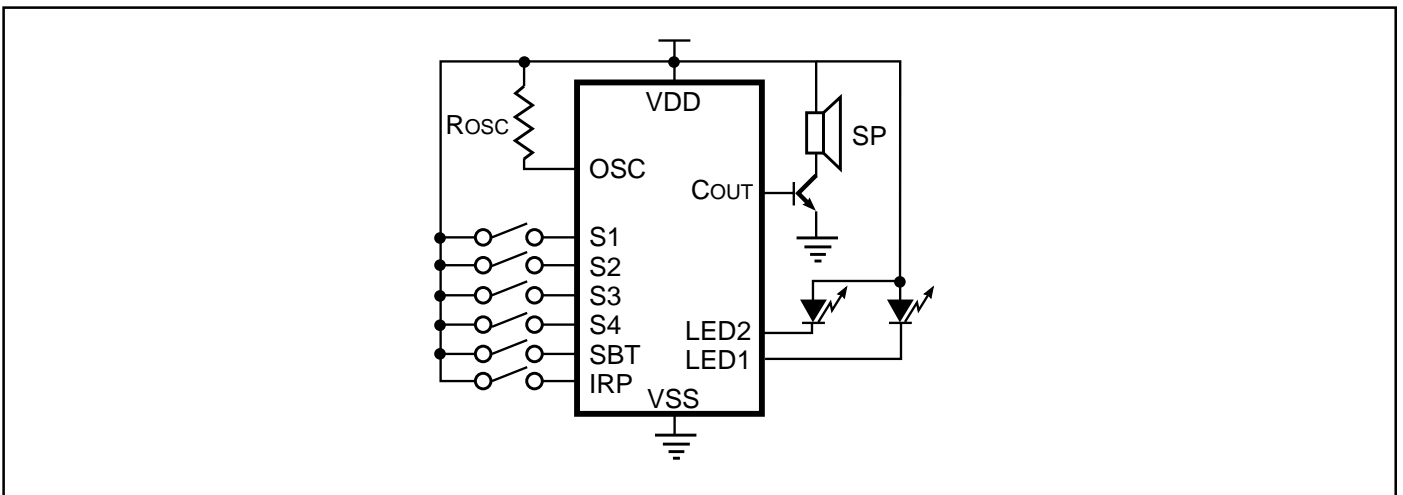 VDD
ROSC
SP
OSC
COUT
S1
S2
S3
S4
LED2
SBT
LED1
IRP
VSS